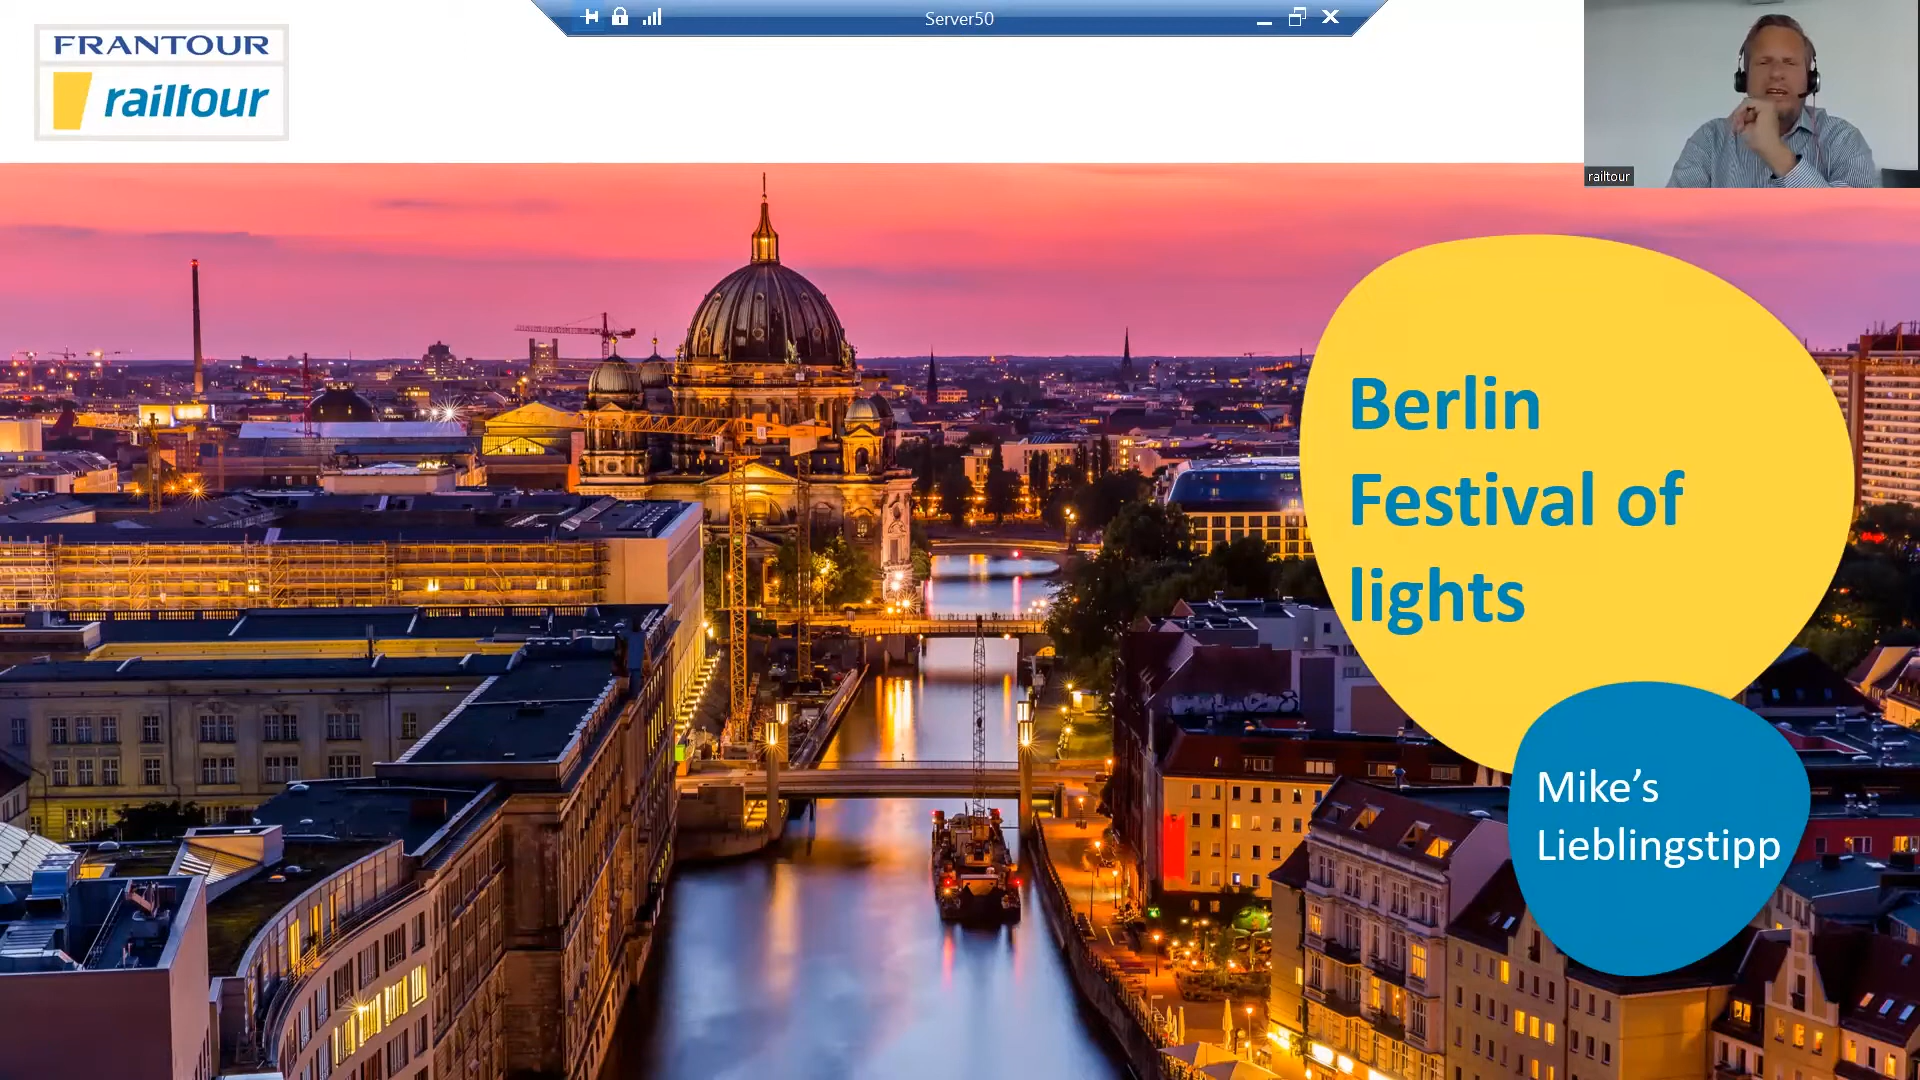 Server50
FRANTOUR
railtour
railtour
Berlin
Festival of
lights
Mike’s
Lieblingstipp